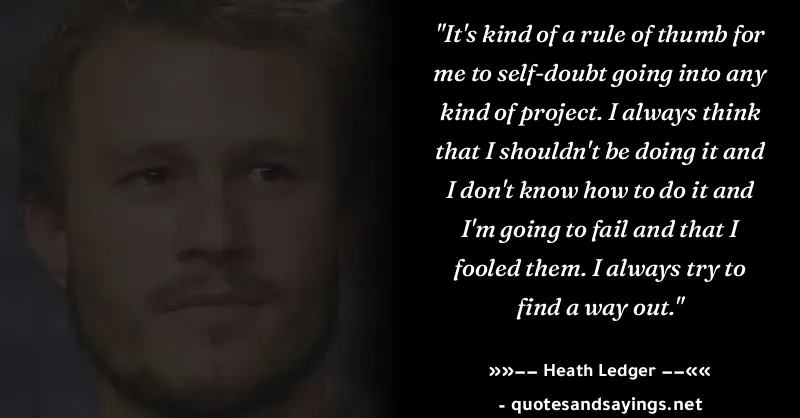 "It's kind of a rule of thumb for
me to self-doubt going into any
kind of project. I always think
that I shouldn't be doing it and
I don't know how to do it and
I'm going to fail and that I
fooled them. I always try to
find a way out."
»»–– Heath Ledger ––««
- quotesandsayings.net